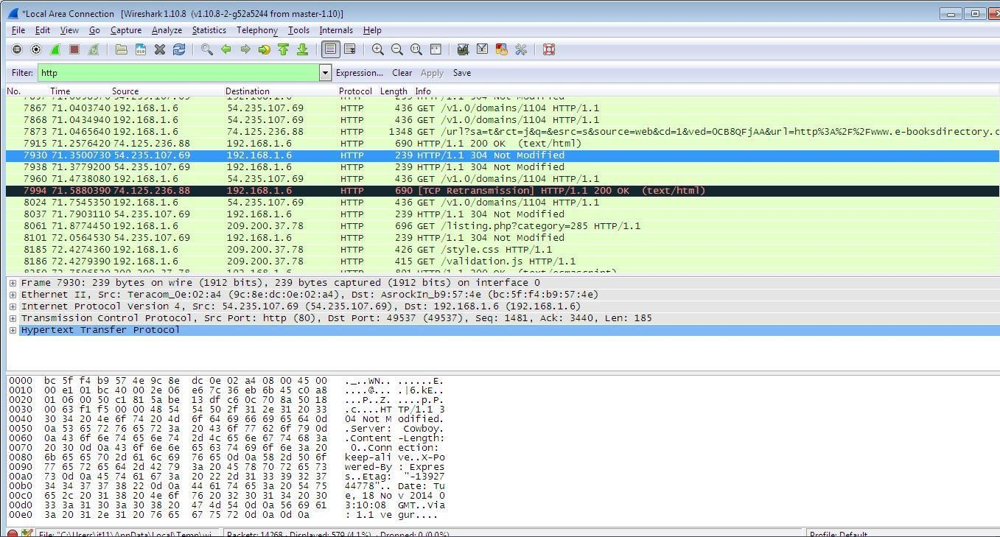 *Local Area Connection [Wireshark 1.10.8 (v1.10.8-2-g52a5244 from master-1.10)]
File Edit View Go Capture Analyze Statistics Telephony Tools Internals Help
Filter: http Expression... Clear Apply Save
No. Time Source Destination Protocol Length Info
7867 71.0403740 192.168.1.6 54.235.107.69 HTTP 436 GET /v1.0/domains/1104 HTTP/1.1
7868 71.0434940 192.168.1.6 54.235.107.69 HTTP 436 GET /v1.0/domains/1104 HTTP/1.1
7873 71.0465640 192.168.1.6 74.125.236.88 HTTP 1348 GET /url?sa=t&rct=j&q=&esrc=s&source=web&cd=1&ved=0CB8QFjAA&url=http%3A%2F%2Fwww.e-booksdirectory.c
7915 71.2576420 74.125.236.88 192.168.1.6 HTTP 690 HTTP/1.1 200 OK (text/html)
7930 71.3500730 54.235.107.69 192.168.1.6 HTTP 239 HTTP/1.1 304 Not Modified
7938 71.3779200 54.235.107.69 192.168.1.6 HTTP 239 HTTP/1.1 304 Not Modified
7960 71.4738080 192.168.1.6 54.235.107.69 HTTP 436 GET /v1.0/domains/1104 HTTP/1.1
7994 71.5880390 74.125.236.88 192.168.1.6 HTTP 690 [TCP Retransmission] HTTP/1.1 200 OK (text/html)
8024 71.7545350 192.168.1.6 54.235.107.69 HTTP 436 GET /v1.0/domains/1104 HTTP/1.1
8037 71.7903110 54.235.107.69 192.168.1.6 HTTP 239 HTTP/1.1 304 Not Modified
8061 71.8774450 192.168.1.6 209.200.37.78 HTTP 696 GET /listing.php?category=285 HTTP/1.1
8101 72.0564530 54.235.107.69 192.168.1.6 HTTP 239 HTTP/1.1 304 Not Modified
8185 72.4274360 192.168.1.6 209.200.37.78 HTTP 426 GET /style.css HTTP/1.1
8186 72.4279390 192.168.1.6 209.200.37.78 HTTP 415 GET /validation.js HTTP/1.1
Frame 7930: 239 bytes on wire (1912 bits), 239 bytes captured (1912 bits) on interface 0
Ethernet II, Src: Teracom_0e:02:a4 (9c:8e:dc:0e:02:a4), Dst: AsrockIn_b9:57:4e (bc:5f:f4:b9:57:4e)
Internet Protocol Version 4, Src: 54.235.107.69 (54.235.107.69), Dst: 192.168.1.6 (192.168.1.6)
Transmission Control Protocol, Src Port: http (80), Dst Port: 49537 (49537), Seq: 1481, Ack: 3440, Len: 185
Hypertext Transfer Protocol
0000 bc 5f f4 b9 57 4e 9c 8e dc 0e 02 a4 08 00 45 00 ._..WN.. ......E.
0010 00 e1 01 bc 40 00 2e 06 e6 7c 36 eb 6b 45 c0 a8 ....@... .|6.kE..
0020 01 06 00 50 c1 81 5a be 13 df c6 0c 70 8a 50 18 ...P..Z. ....p.P.
0030 00 63 f1 f5 00 00 48 54 54 50 2f 31 2e 31 20 33 .c....HT TP/1.1 3
0040 30 34 20 4e 6f 74 20 4d 6f 64 69 66 69 65 64 0d 04 Not M odified.
0050 0a 53 65 72 76 65 72 3a 20 43 6f 77 62 6f 79 0d .Server: Cowboy.
0060 0a 43 6f 6e 74 65 6e 74 2d 4c 65 6e 67 74 68 3a .Content -Length:
0070 20 30 0d 0a 43 6f 6e 6e 65 63 74 69 6f 6e 3a 20 0..Conn ection:
0080 6b 65 65 70 2d 61 6c 69 76 65 0d 0a 58 2d 50 6f keep-ali ve..X-Po
0090 77 65 72 65 64 2d 42 79 3a 20 45 78 70 72 65 73 wered-By : Expres
00a0 73 0d 0a 45 74 61 67 3a 20 22 2d 31 33 39 32 37 s..Etag: "-13927
00b0 34 34 37 37 38 22 0d 0a 44 61 74 65 3a 20 54 75 44778".. Date: Tu
00c0 65 2c 20 31 38 20 4e 6f 76 20 32 30 31 34 20 30 e, 18 No v 2014 0
00d0 33 3a 31 30 3a 30 38 20 47 4d 54 0d 0a 56 69 61 3:10:08 GMT..Via
00e0 3a 20 31 2e 31 20 76 65 67 75 72 0d 0a 0d 0a : 1.1 ve gur....
File: "C:\Users\it11\AppData\Local\Temp\wi Packets: 14268 · Displayed: 579 (4.1%) · Dropped: 0 (0.0%) Profile: Default